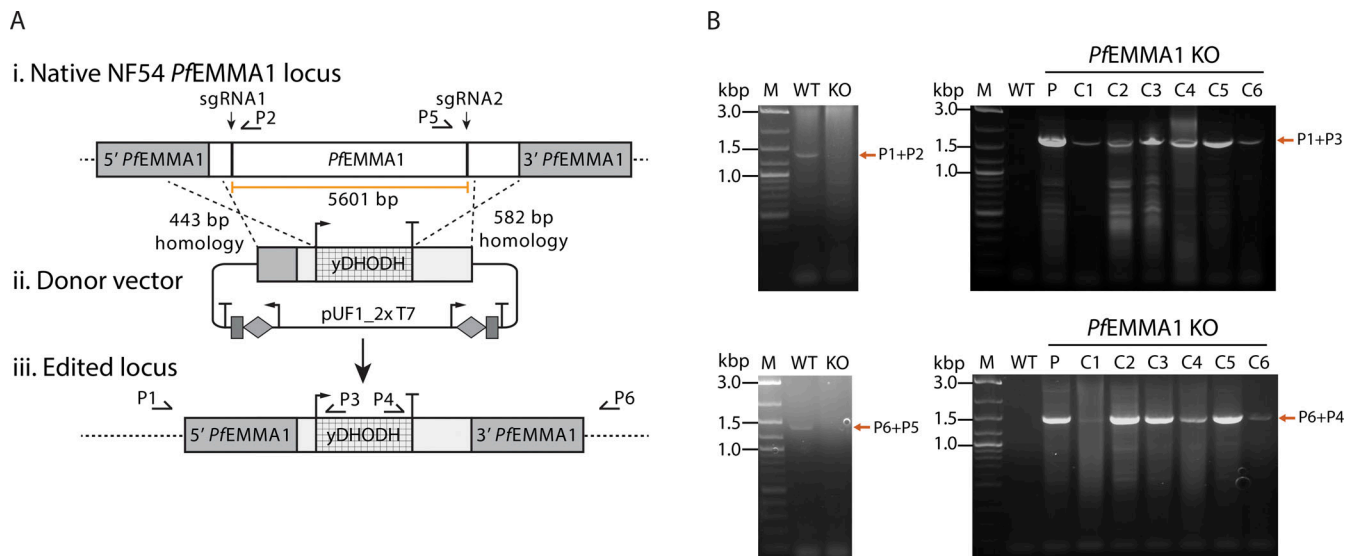 A
i. Native NF54 PfEMMA1 locus
sgRNA1
sgRNA2
P2
P5
5′ PfEMMA1
PfEMMA1
3′ PfEMMA1
5601 bp
443 bp
homology
582 bp
homology
yDHODH
ii. Donor vector
pUF1_2x T7
iii. Edited locus
P1
P3
P4
P6
5′ PfEMMA1
yDHODH
3′ PfEMMA1
B
kbp M WT KO
3.0
1.5
1.0
P1+P2
PfEMMA1 KO
kbp M WT P C1 C2 C3 C4 C5 C6
3.0
1.5
1.0
P1+P3
kbp M WT KO
3.0
1.5
1.0
P6+P5
PfEMMA1 KO
kbp M WT P C1 C2 C3 C4 C5 C6
3.0
1.5
1.0
P6+P4